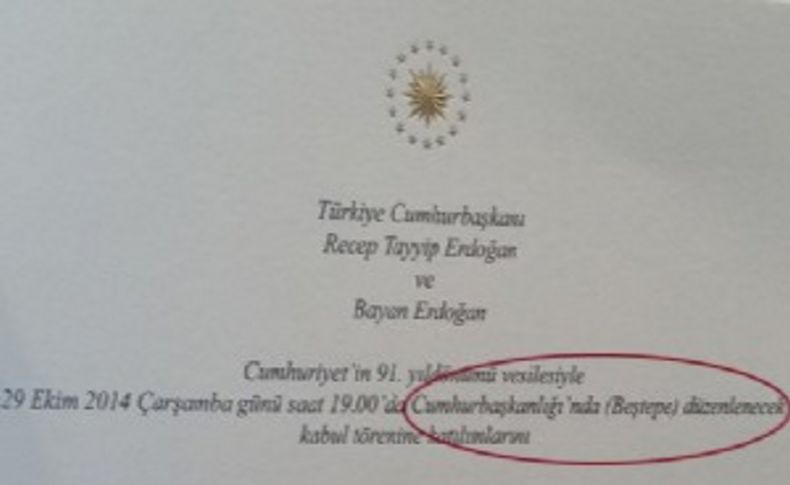 Türkiye Cumhurbaşkanı
Recep Tayyip Erdoğan
ve
Bayan Erdoğan
Cumhuriyet'in 91. yıldönümü vesilesiyle
29 Ekim 2014 Çarşamba günü saat 19.00'da Cumhurbaşkanlığı'nda (Beştepe) düzenlenecek
kabul törenine katılımlarını